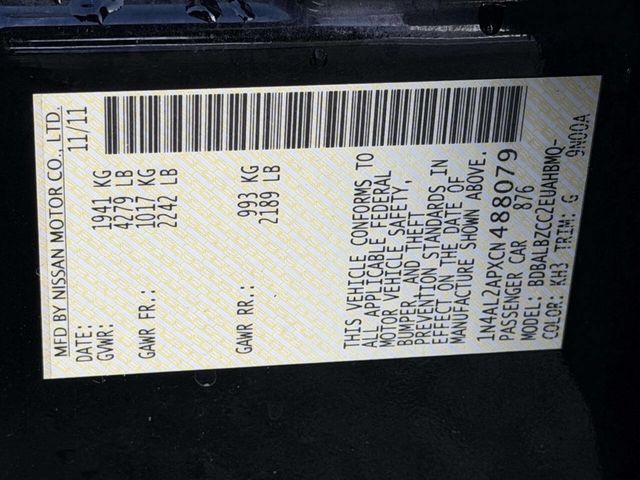 MFD BY NISSAN MOTOR CO., LTD.
DATE: 11/11
GVWR: 1941 KG
4279 LB
GAWR FR.: 1017 KG
2242 LB
GAWR RR.: 993 KG
2189 LB
THIS VEHICLE CONFORMS TO
ALL APPLICABLE FEDERAL
MOTOR VEHICLE SAFETY,
BUMPER, AND THEFT
PREVENTION STANDARDS IN
EFFECT ON THE DATE OF
MANUFACTURE SHOWN ABOVE.
1N4AL2APXCN488079
PASSENGER CAR 876
MODEL: BDBALBZCC2EUAHBMQ-
COLOR: KH3 TRIM: G 9N00A